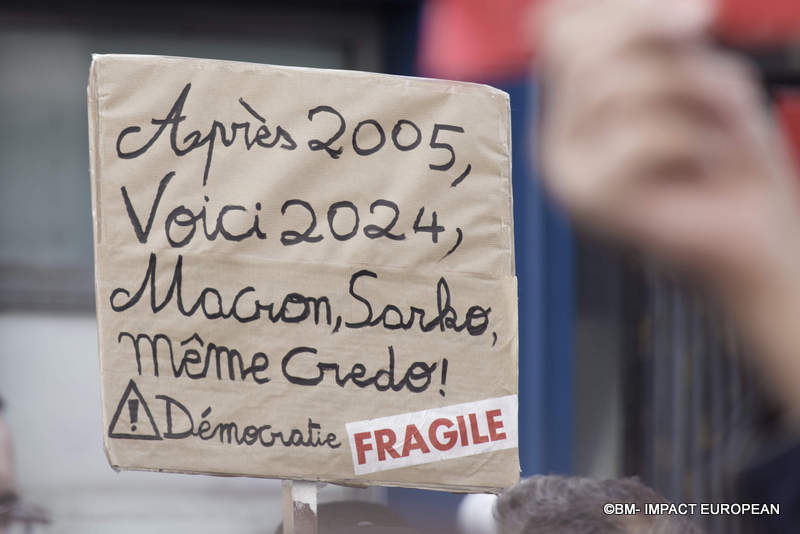 Après 2005,
Voici 2024,
Macron, Sarko,
même Credo!
! Démocratie FRAGILE
©BM- IMPACT EUROPEAN